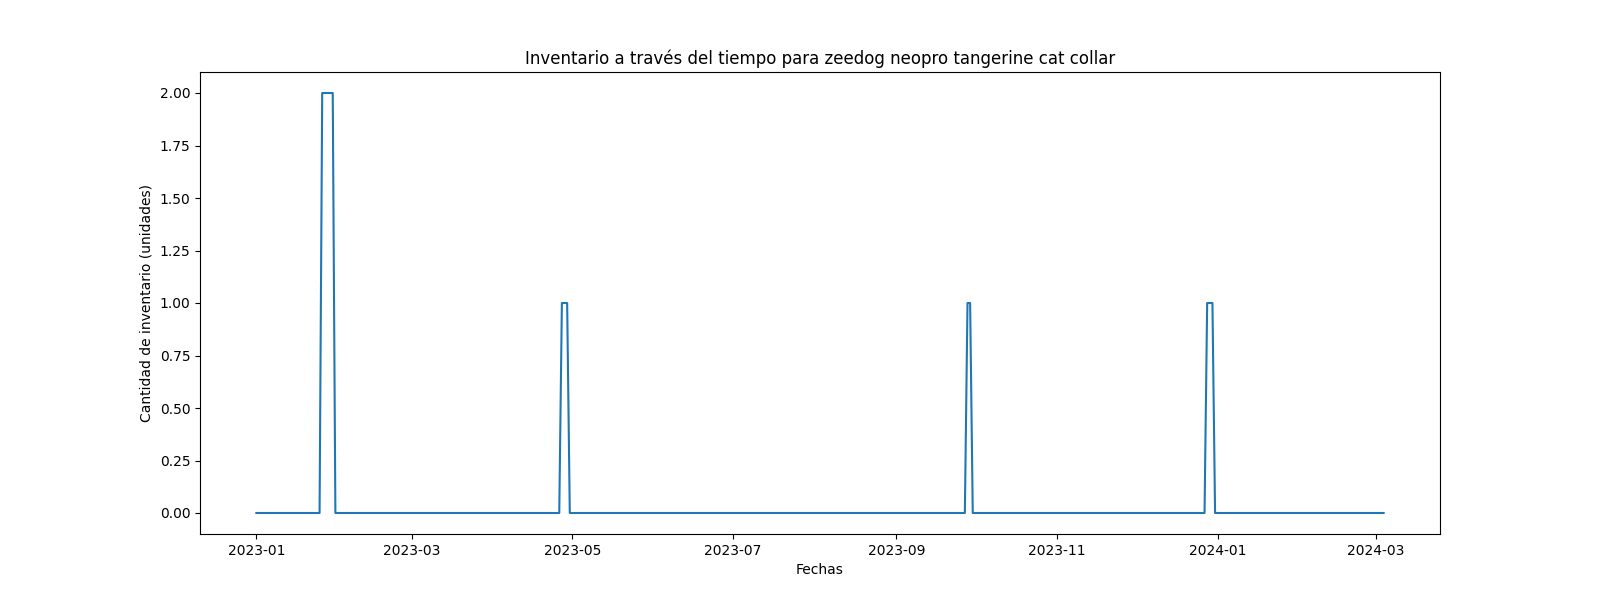 Inventario a través del tiempo para zeedog neopro tangerine cat collar
Cantidad de inventario (unidades)
2.00
1.75
1.50
1.25
1.00
0.75
0.50
0.25
0.00
2023-01 2023-03 2023-05 2023-07 2023-09 2023-11 2024-01 2024-03
Fechas